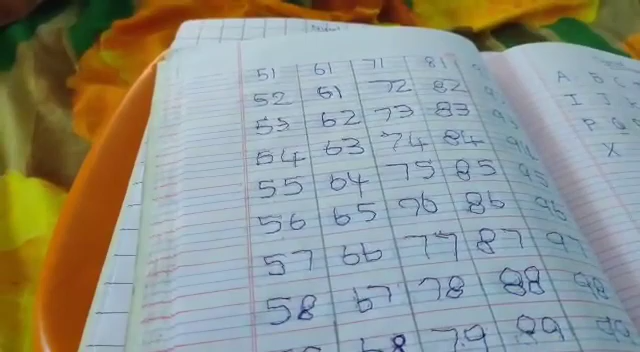 51 61 71 81
52 61 72 82
53 62 73 83
54 63 74 84 94
55 64 75 85 95
56 65 76 86 96
57 66 77 87 97
58 67 78 88 98
68 79 89
A B C
I J
P Q
X